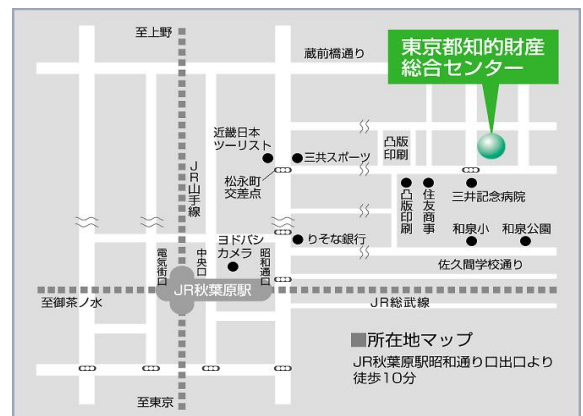 至上野
蔵前橋通り
東京都知的財産
総合センター
近畿日本
ツーリスト
三共スポーツ
凸版
印刷
JR山手線
松永町
交差点
凸版印刷
住友商事
三井記念病院
ヨドバシ
カメラ
りそな銀行
和泉小
和泉公園
電気街口
中央口
昭和通口
佐久間学校通り
JR秋葉原駅
至御茶ノ水
JR総武線
■所在地マップ
JR秋葉原駅昭和通り口出口より
徒歩10分
至東京